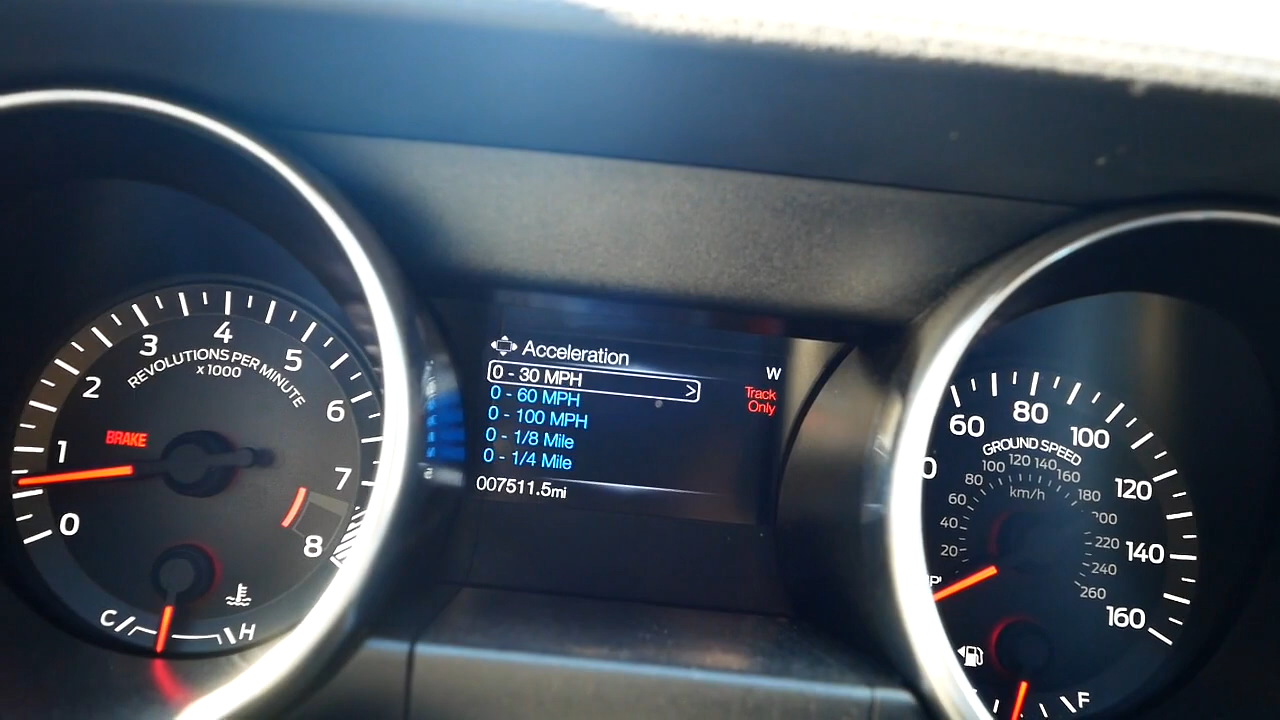 4
3
5
REVOLUTIONS PER MINUTE
x1000
2
6
BRAKE
1
7
0
8
C
H
Acceleration
W
0 - 30 MPH >
Track
Only
0 - 60 MPH
0 - 100 MPH
0 - 1/8 Mile
0 - 1/4 Mile
007511.5mi
80
60
100
GROUND SPEED
120
140
100
160
80
km/h
180
60
120
200
40
220
140
20
240
260
160
F